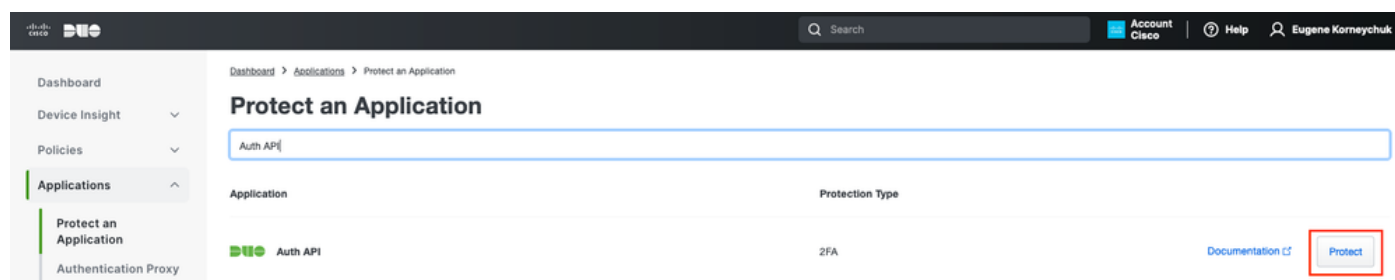 cisco DUO Search Account Cisco Help Eugene Korneychuk
Dashboard > Applications > Protect an Application
Dashboard
Device Insight
Policies
Applications
Protect an Application
Authentication Proxy
Protect an Application
Auth API
Application Protection Type
DUO Auth API 2FA Documentation Protect